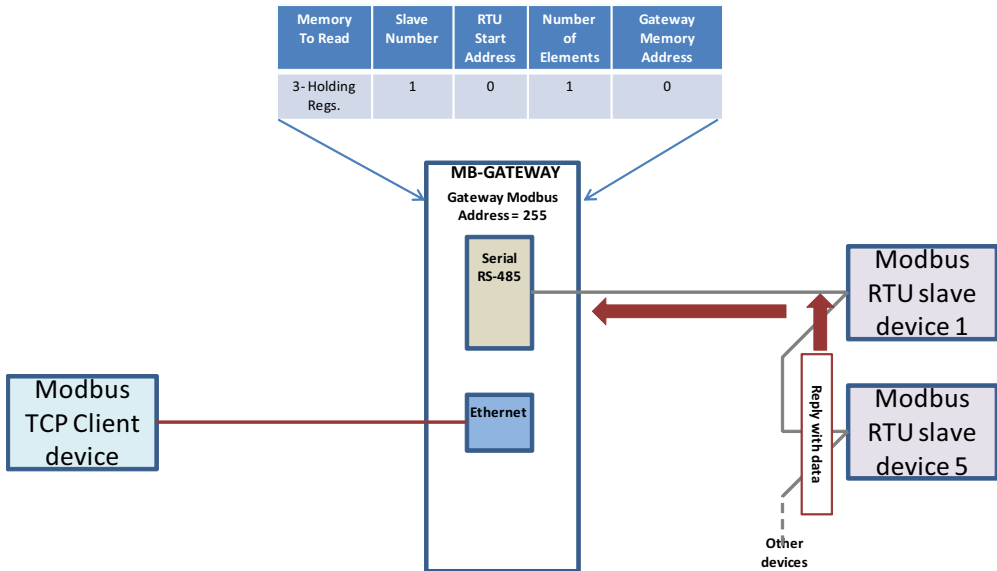 Memory To Read
Slave Number
RTU Start Address
Number of Elements
Gateway Memory Address
3- Holding Regs.
1
0
1
0
MB-GATEWAY
Gateway Modbus
Address = 255
Serial
RS-485
Ethernet
Modbus
TCP Client
device
Modbus
RTU slave
device 1
Modbus
RTU slave
device 5
Reply with data
Other
devices